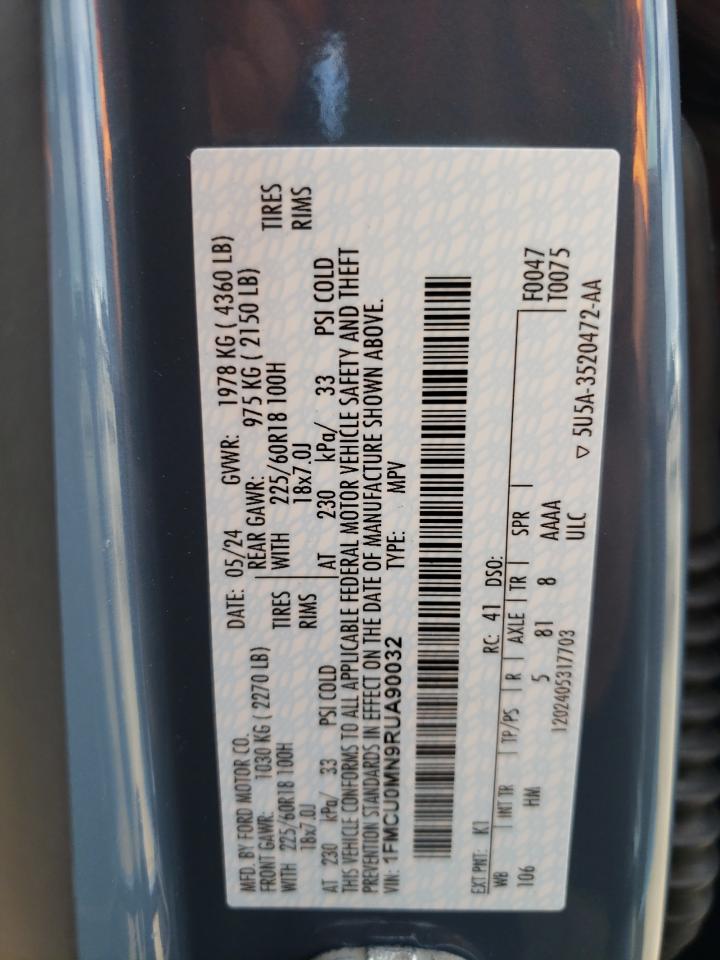 MFD. BY FORD MOTOR CO.
DATE: 05/24 GVWR: 1978 KG ( 4360 LB)
FRONT GAWR: 1030 KG ( 2270 LB)
REAR GAWR: 975 KG ( 2150 LB)
WITH 225/60R18 100H TIRES
WITH 225/60R18 100H TIRES
18x7.0J RIMS
18x7.0J RIMS
AT 230 kPa/ 33 PSI COLD
AT 230 kPa/ 33 PSI COLD
THIS VEHICLE CONFORMS TO ALL APPLICABLE FEDERAL MOTOR VEHICLE SAFETY AND THEFT
PREVENTION STANDARDS IN EFFECT ON THE DATE OF MANUFACTURE SHOWN ABOVE.
VIN: 1FMCU0MN9RUA90032 TYPE: MPV
EXT PNT: K1 RC: 41 DSO:
WB INT TR TP/PS R AXLE TR SPR F0047
106 HM 5 81 8 AAAA T0075
ULC
1202405317703 ▽ 5U5A-3520472-AA